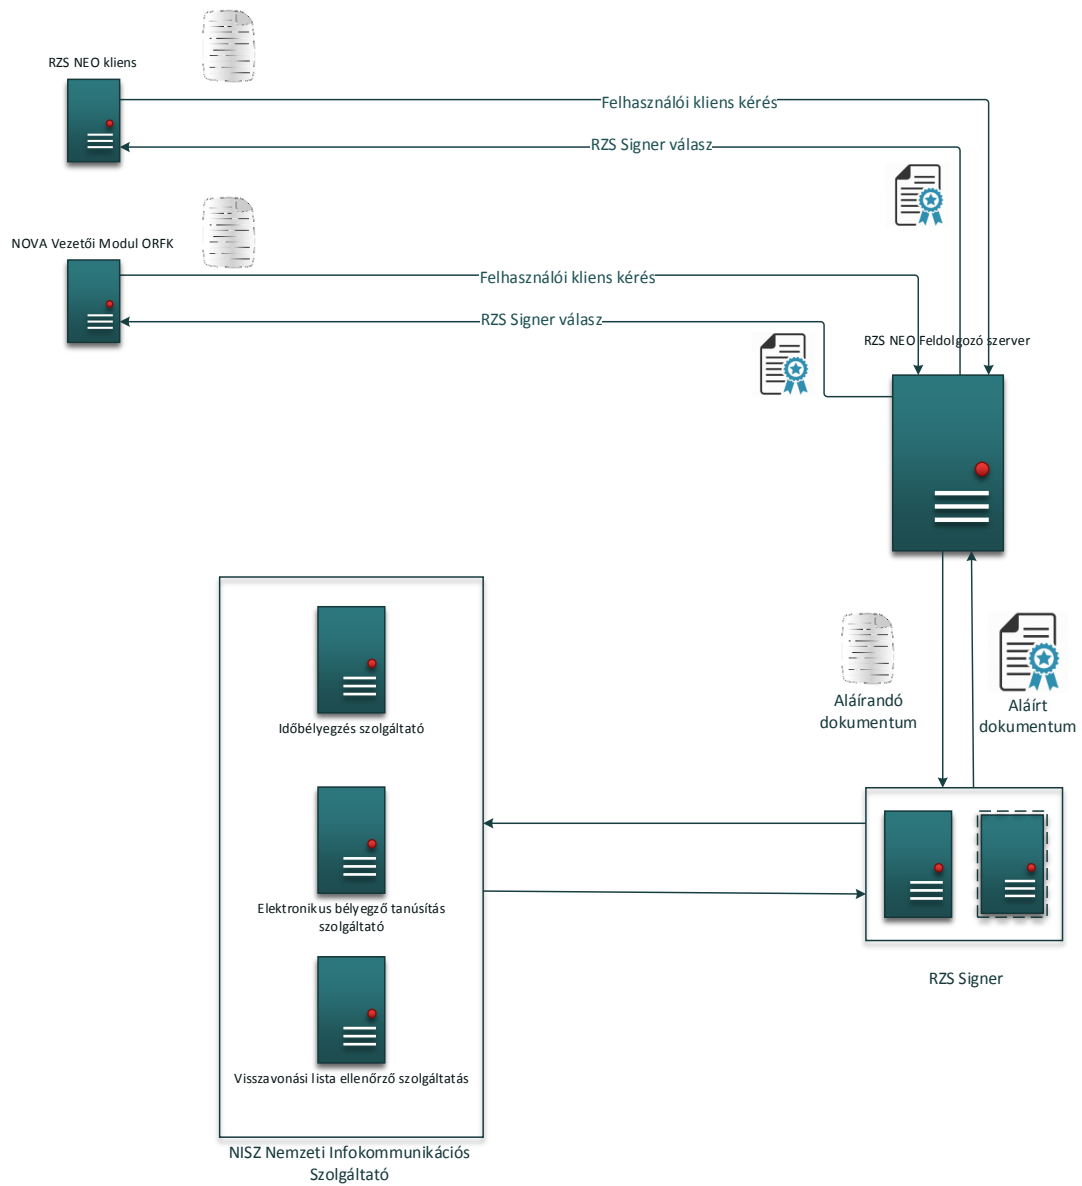 RZS NEO kliens
Felhasználói kliens kérés
RZS Signer válasz
NOVA Vezetői Modul ORFK
Felhasználói kliens kérés
RZS Signer válasz
RZS NEO Feldolgozó szerver
Időbélyegzés szolgáltató
Aláírandó
dokumentum
Aláírt
dokumentum
Elektronikus bélyegző tanúsítás
szolgáltató
RZS Signer
Visszavonási lista ellenőrző szolgáltatás
NISZ Nemzeti Infokommunikációs
Szolgáltató